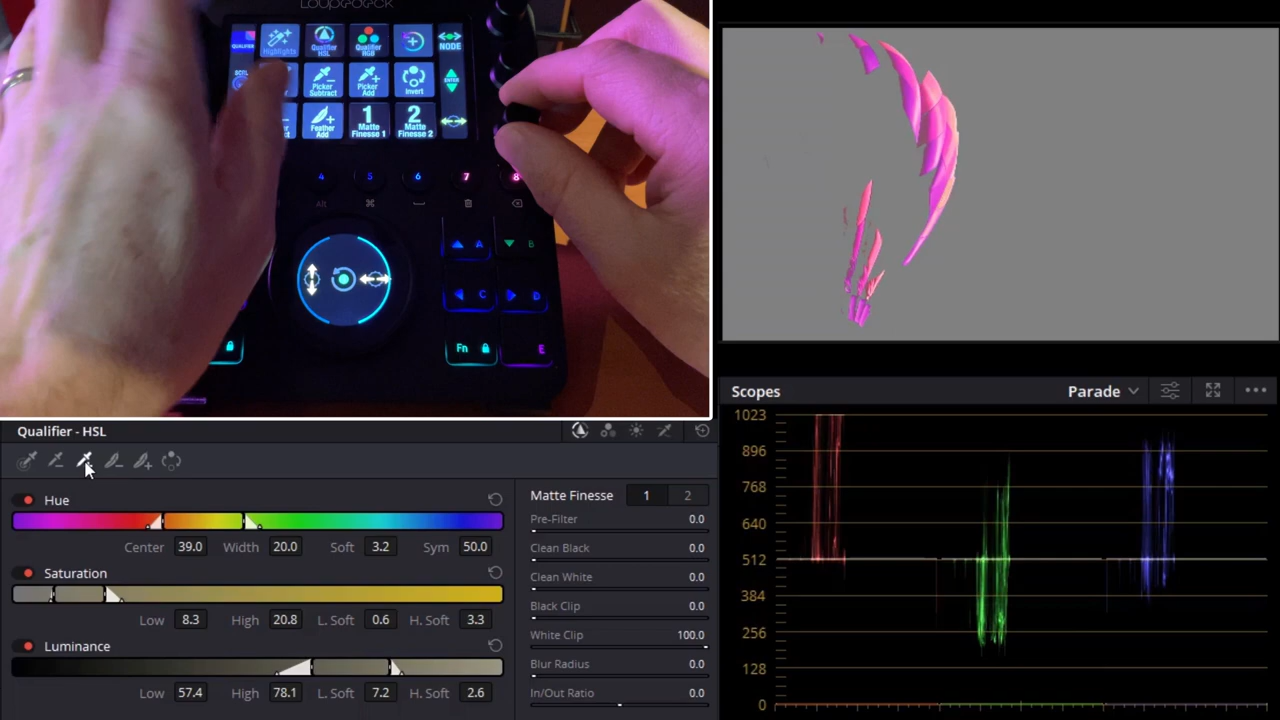 Loupedeck
QUALIFIER
Highlights
Qualifier
HSL
Qualifier
RGB
NODE
Picker
Subtract
Picker
Add
Invert
ENTER
Feather
Add
1
Matte
Finesse 1
2
Matte
Finesse 2
4
5
6
7
8
Alt
A
B
C
D
Fn
E
Qualifier - HSL
Hue
Center 39.0 Width 20.0 Soft 3.2 Sym 50.0
Saturation
Low 8.3 High 20.8 L. Soft 0.6 H. Soft 3.3
Luminance
Low 57.4 High 78.1 L. Soft 7.2 H. Soft 2.6
Matte Finesse 1 2
Pre-Filter 0.0
Clean Black 0.0
Clean White 0.0
Black Clip 0.0
White Clip 100.0
Blur Radius 0.0
In/Out Ratio 0.0
Scopes Parade
1023
896
768
640
512
384
256
128
0